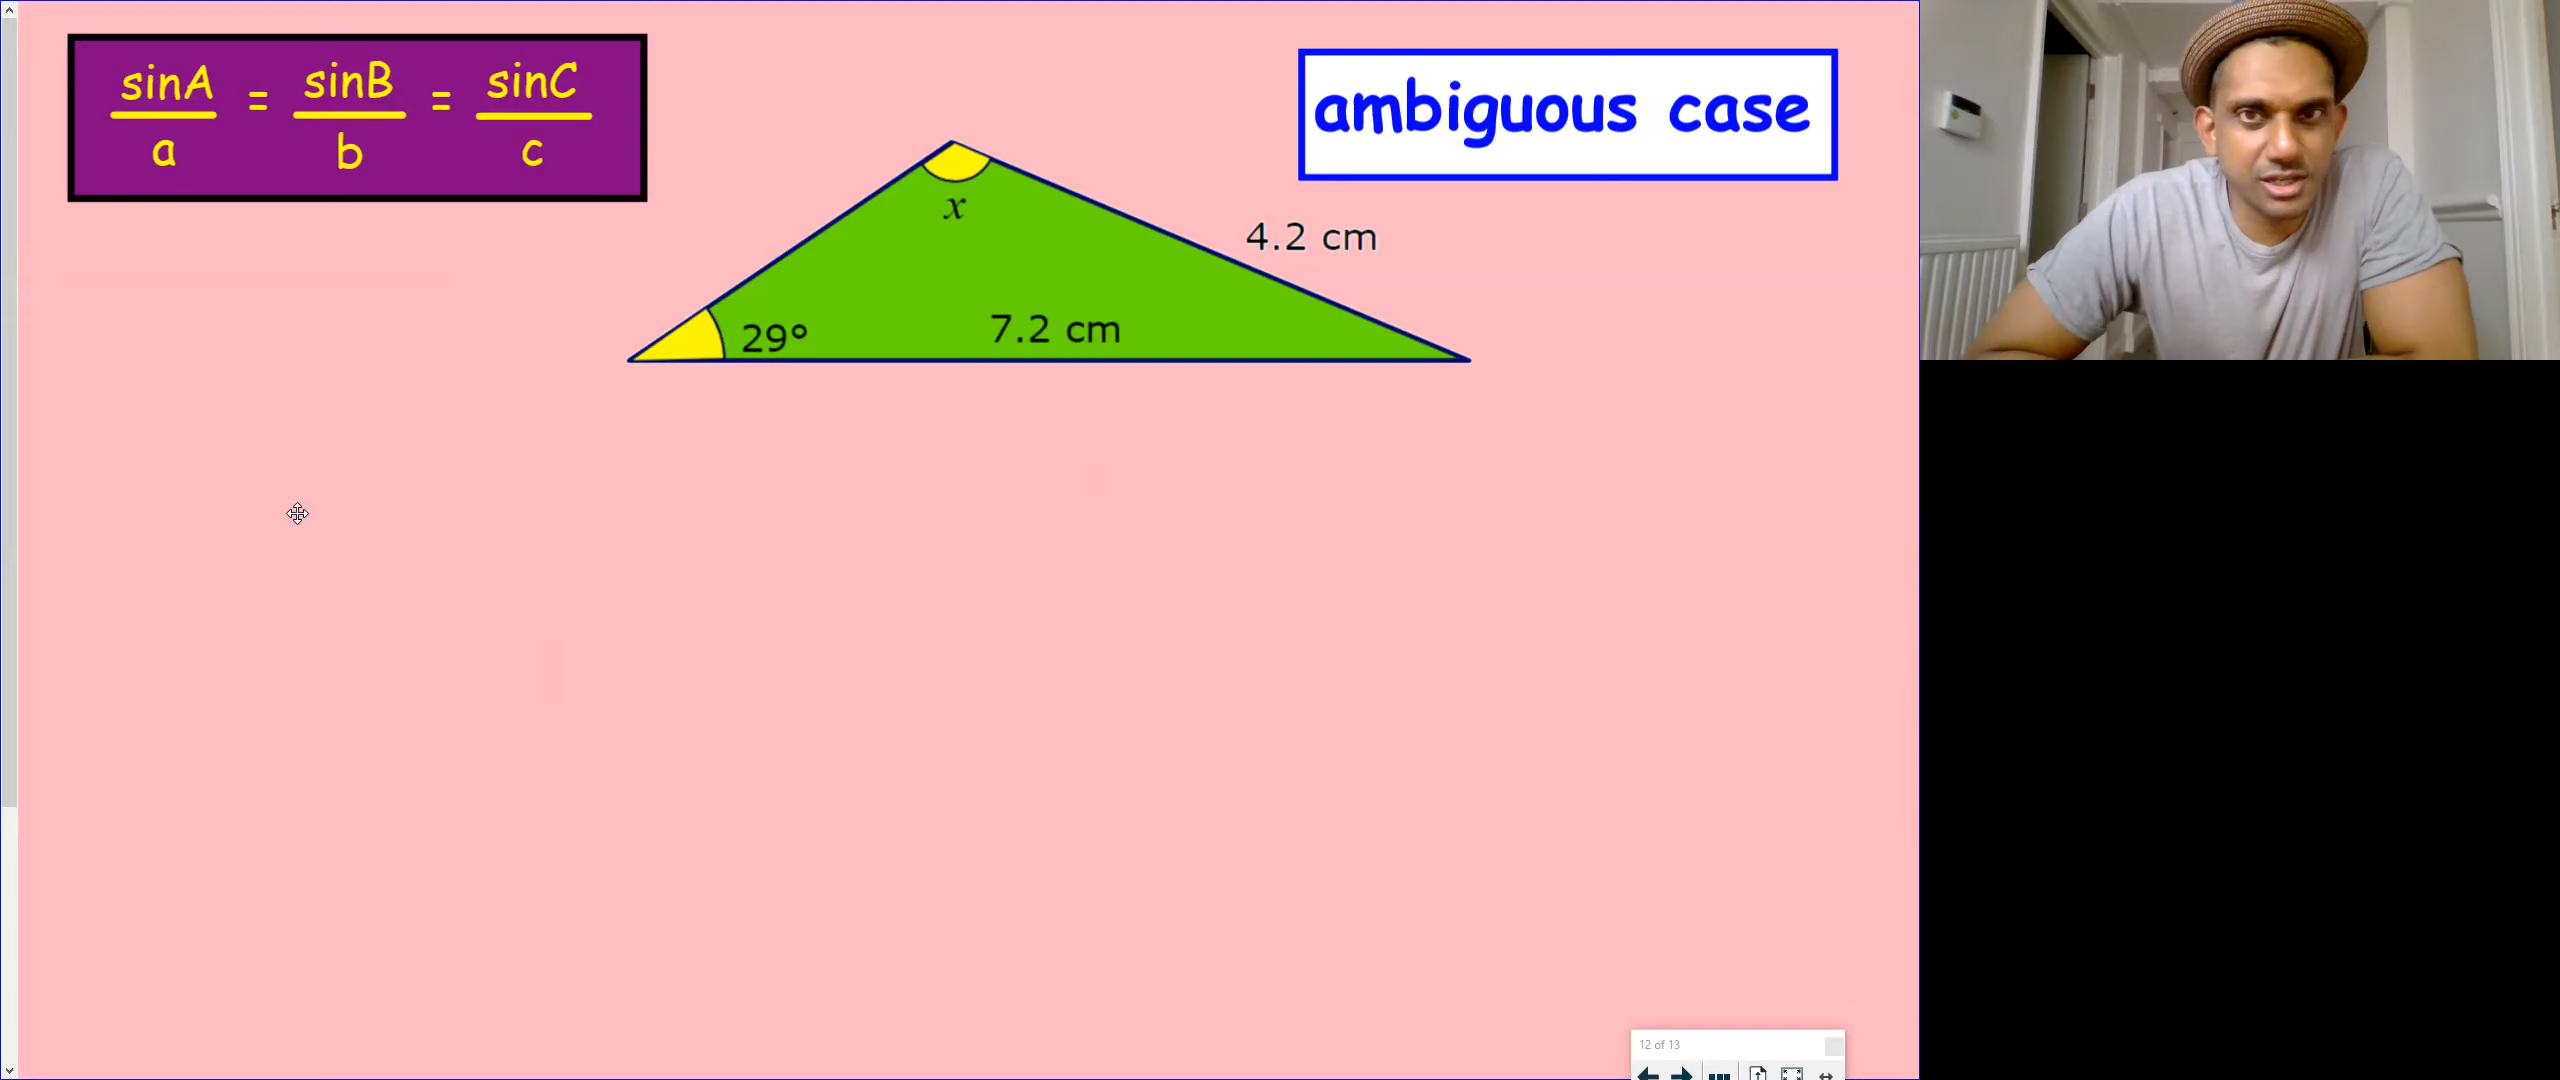 sinA = sinB = sinC
a b c
ambiguous case
x
4.2 cm
29°
7.2 cm
12 of 13